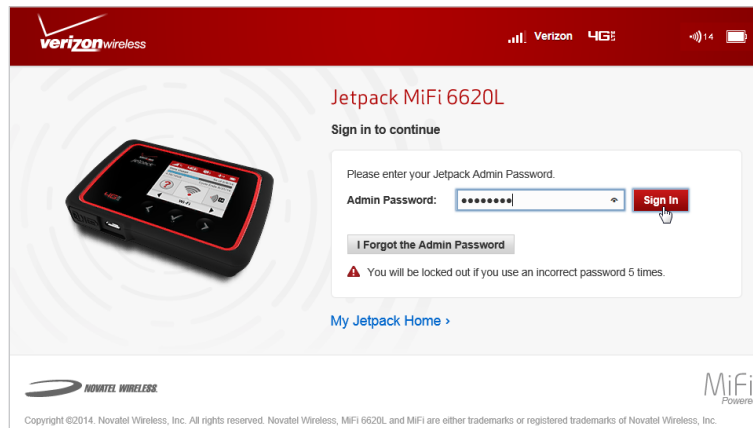 verizonwireless
Verizon 4G LTE
14
Jetpack MiFi 6620L
Sign in to continue
Please enter your Jetpack Admin Password.
Admin Password: ●●●●●●●● Sign In
I Forgot the Admin Password
You will be locked out if you use an incorrect password 5 times.
My Jetpack Home ›
NOVATEL WIRELESS.
MiFi
Powered
Copyright ©2014. Novatel Wireless, Inc. All rights reserved. Novatel Wireless, MiFi 6620L and MiFi are either trademarks or registered trademarks of Novatel Wireless, Inc.